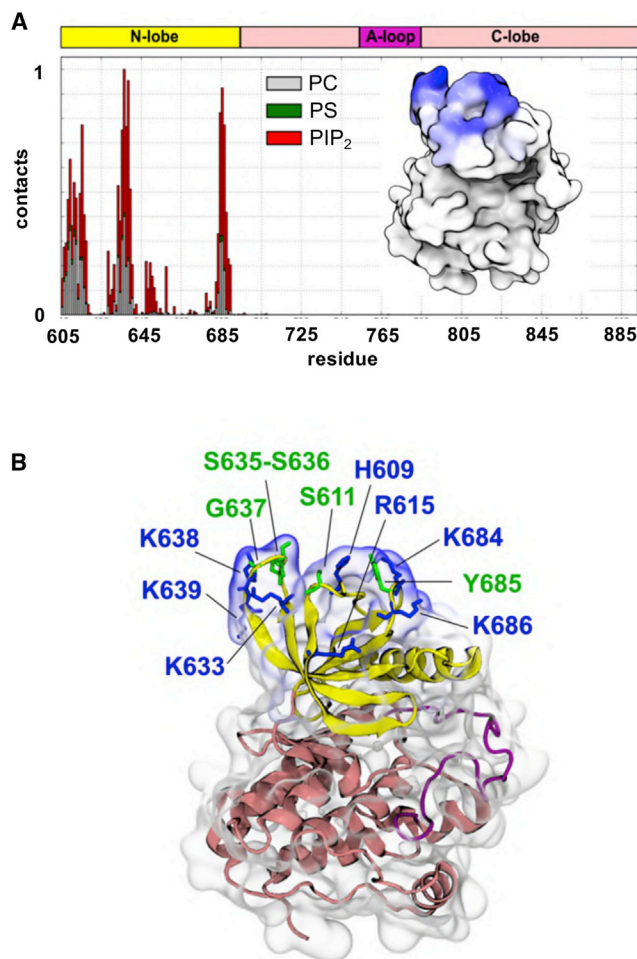 A
N-lobe A-loop C-lobe
1
PC
PS
PIP₂
contacts
0
605 645 685 725 765 805 845 885
residue
B
S635-S636
H609
S611
G637
R615
K638
K684
K639
Y685
K633
K686